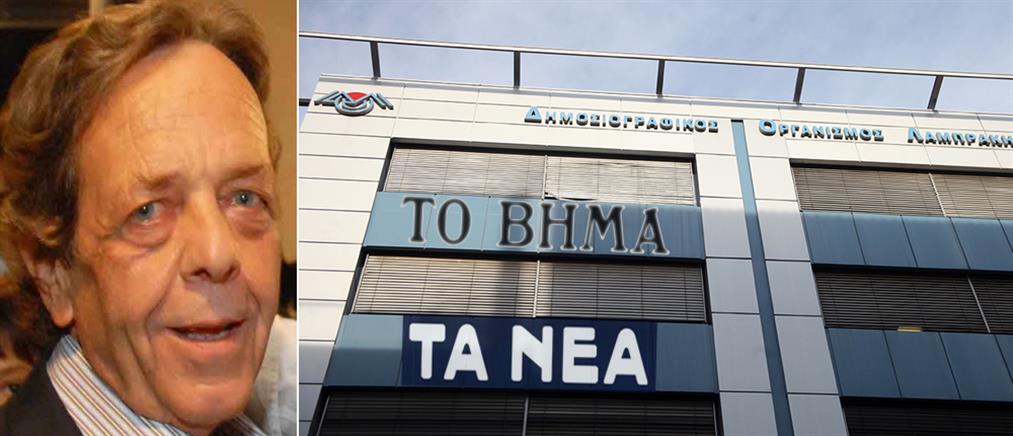 ΔΗΜΟΣΙΟΓΡΑΦΙΚΟΣ ΟΡΓΑΝΙΣΜΟΣ ΛΑΜΠΡΑΚΗ
ΤΟ ΒΗΜΑ
ΤΑ ΝΕΑ